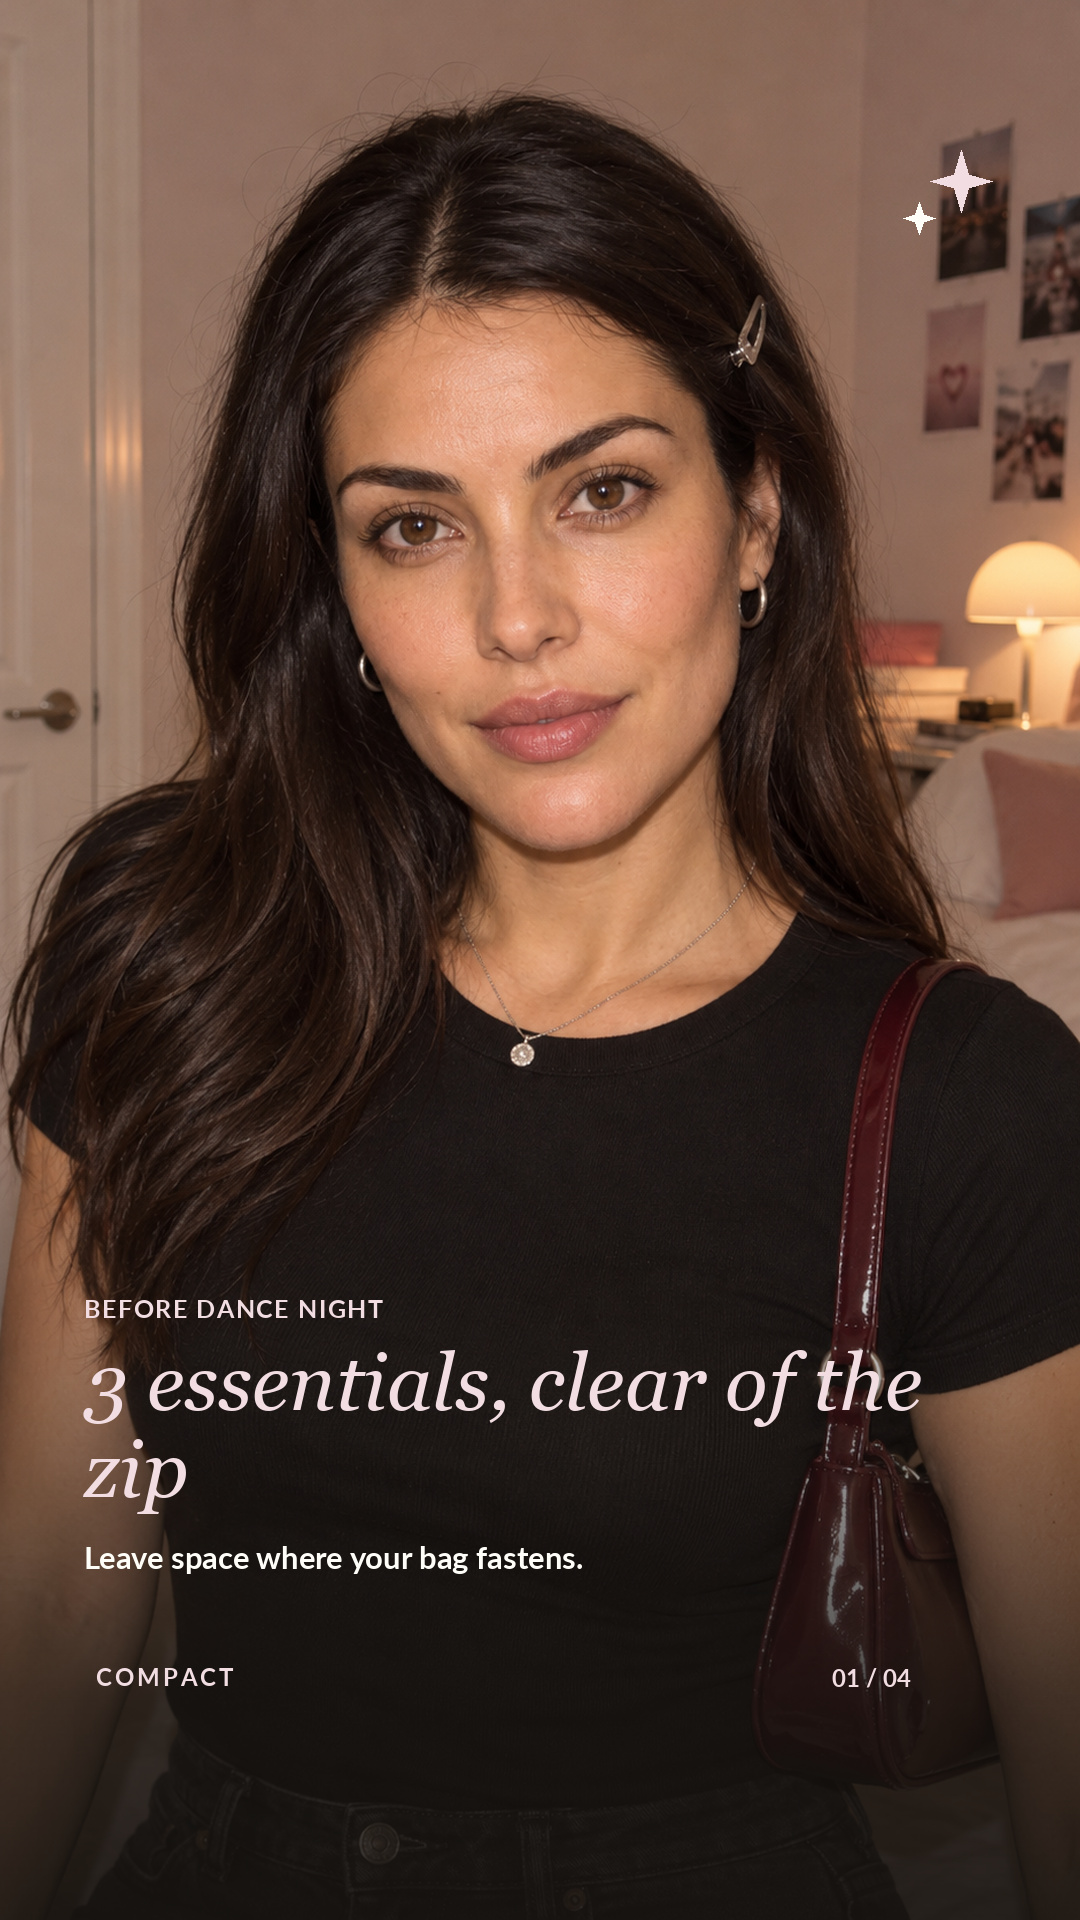 BEFORE DANCE NIGHT
3 essentials, clear of the
zip
Leave space where your bag fastens.
COMPACT
01 / 04